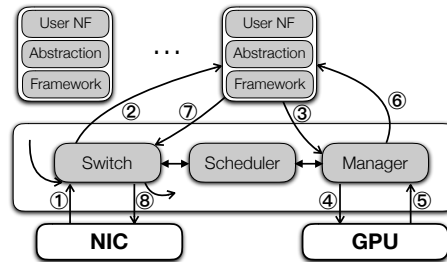 User NF
Abstraction
Framework
...
User NF
Abstraction
Framework
② ⑦ ③ ⑥
Switch
Scheduler
Manager
① ⑧ ④ ⑤
NIC
GPU